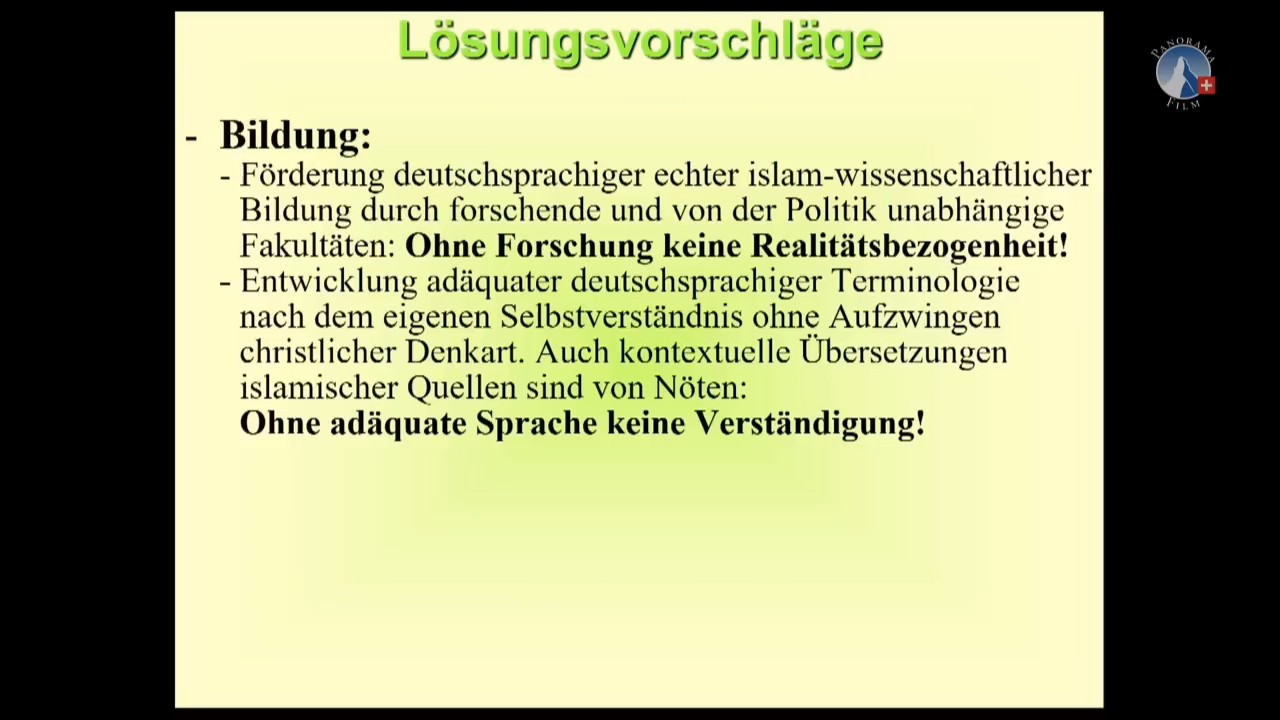 Lösungsvorschläge
PANORAMA
FILM
- Bildung:
- Förderung deutschsprachiger echter islam-wissenschaftlicher
Bildung durch forschende und von der Politik unabhängige
Fakultäten: Ohne Forschung keine Realitätsbezogenheit!
- Entwicklung adäquater deutschsprachiger Terminologie
nach dem eigenen Selbstverständnis ohne Aufzwingen
christlicher Denkart. Auch kontextuelle Übersetzungen
islamischer Quellen sind von Nöten:
Ohne adäquate Sprache keine Verständigung!